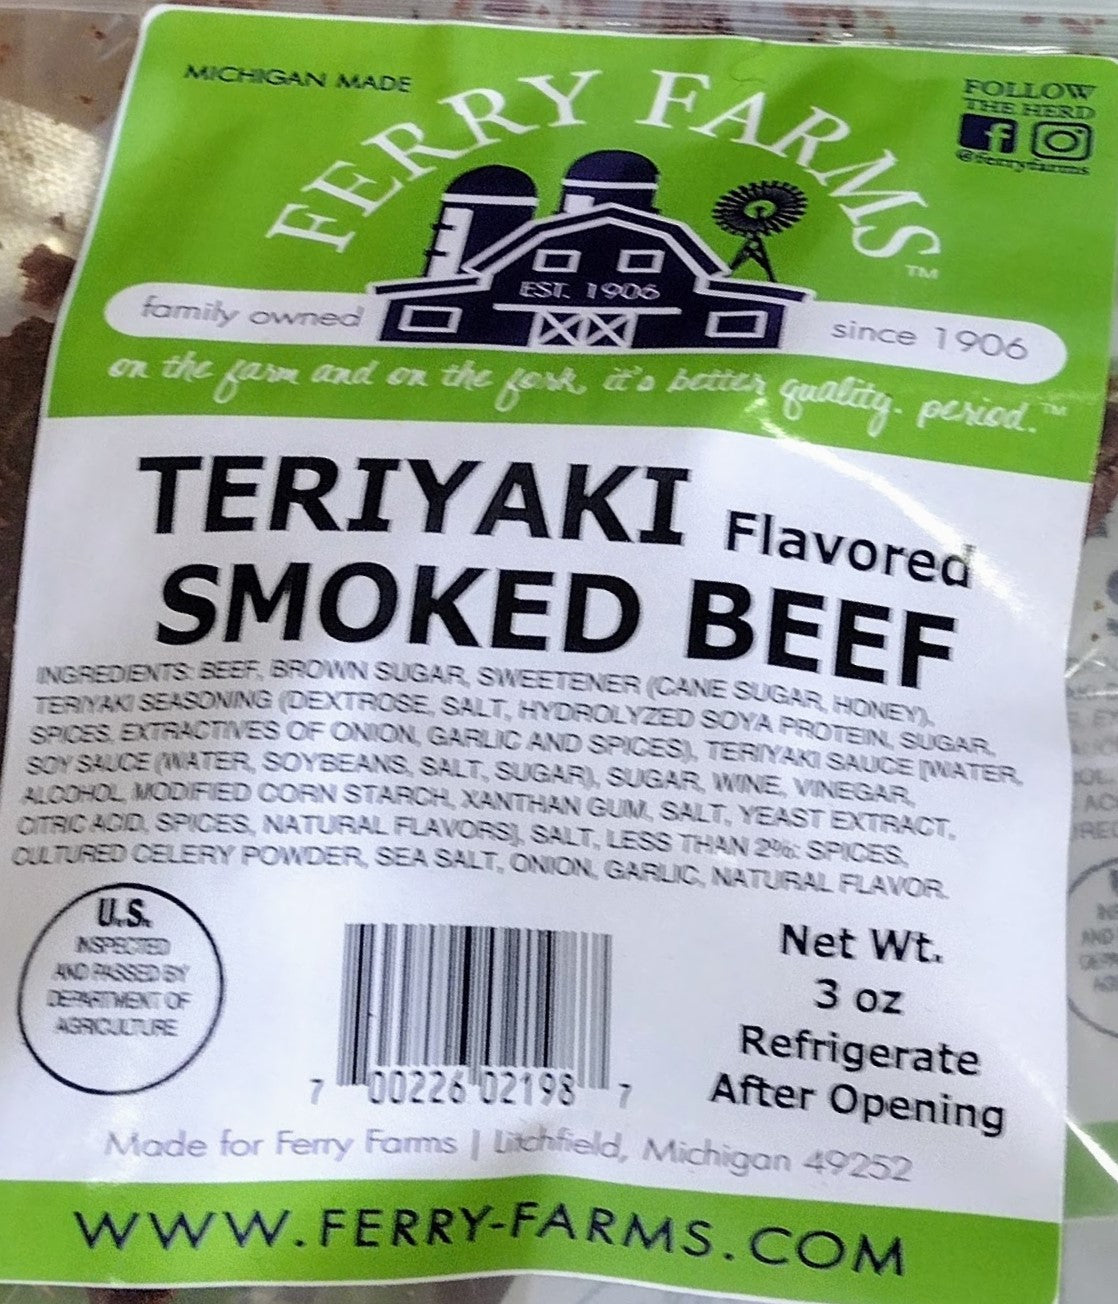 MICHIGAN MADE
FERRY FARMS™
FOLLOW
THE HERD
@ferryfarms
EST. 1906
family owned
since 1906
on the farm and on the fork, it's better quality. period.™
TERIYAKI Flavored
SMOKED BEEF
INGREDIENTS: BEEF, BROWN SUGAR, SWEETENER (CANE SUGAR, HONEY),
TERIYAKI SEASONING (DEXTROSE, SALT, HYDROLYZED SOYA PROTEIN, SUGAR,
SPICES, EXTRACTIVES OF ONION, GARLIC AND SPICES), TERIYAKI SAUCE [WATER,
SOY SAUCE (WATER, SOYBEANS, SALT, SUGAR), SUGAR, WINE, VINEGAR,
ALCOHOL, MODIFIED CORN STARCH, XANTHAN GUM, SALT, YEAST EXTRACT,
CITRIC ACID, SPICES, NATURAL FLAVORS], SALT, LESS THAN 2%: SPICES,
CULTURED CELERY POWDER, SEA SALT, ONION, GARLIC, NATURAL FLAVOR.
U.S.
INSPECTED
AND PASSED BY
DEPARTMENT OF
AGRICULTURE
7 00226 02198 7
Net Wt.
3 oz
Refrigerate
After Opening
Made for Ferry Farms | Litchfield, Michigan 49252
WWW.FERRY-FARMS.COM